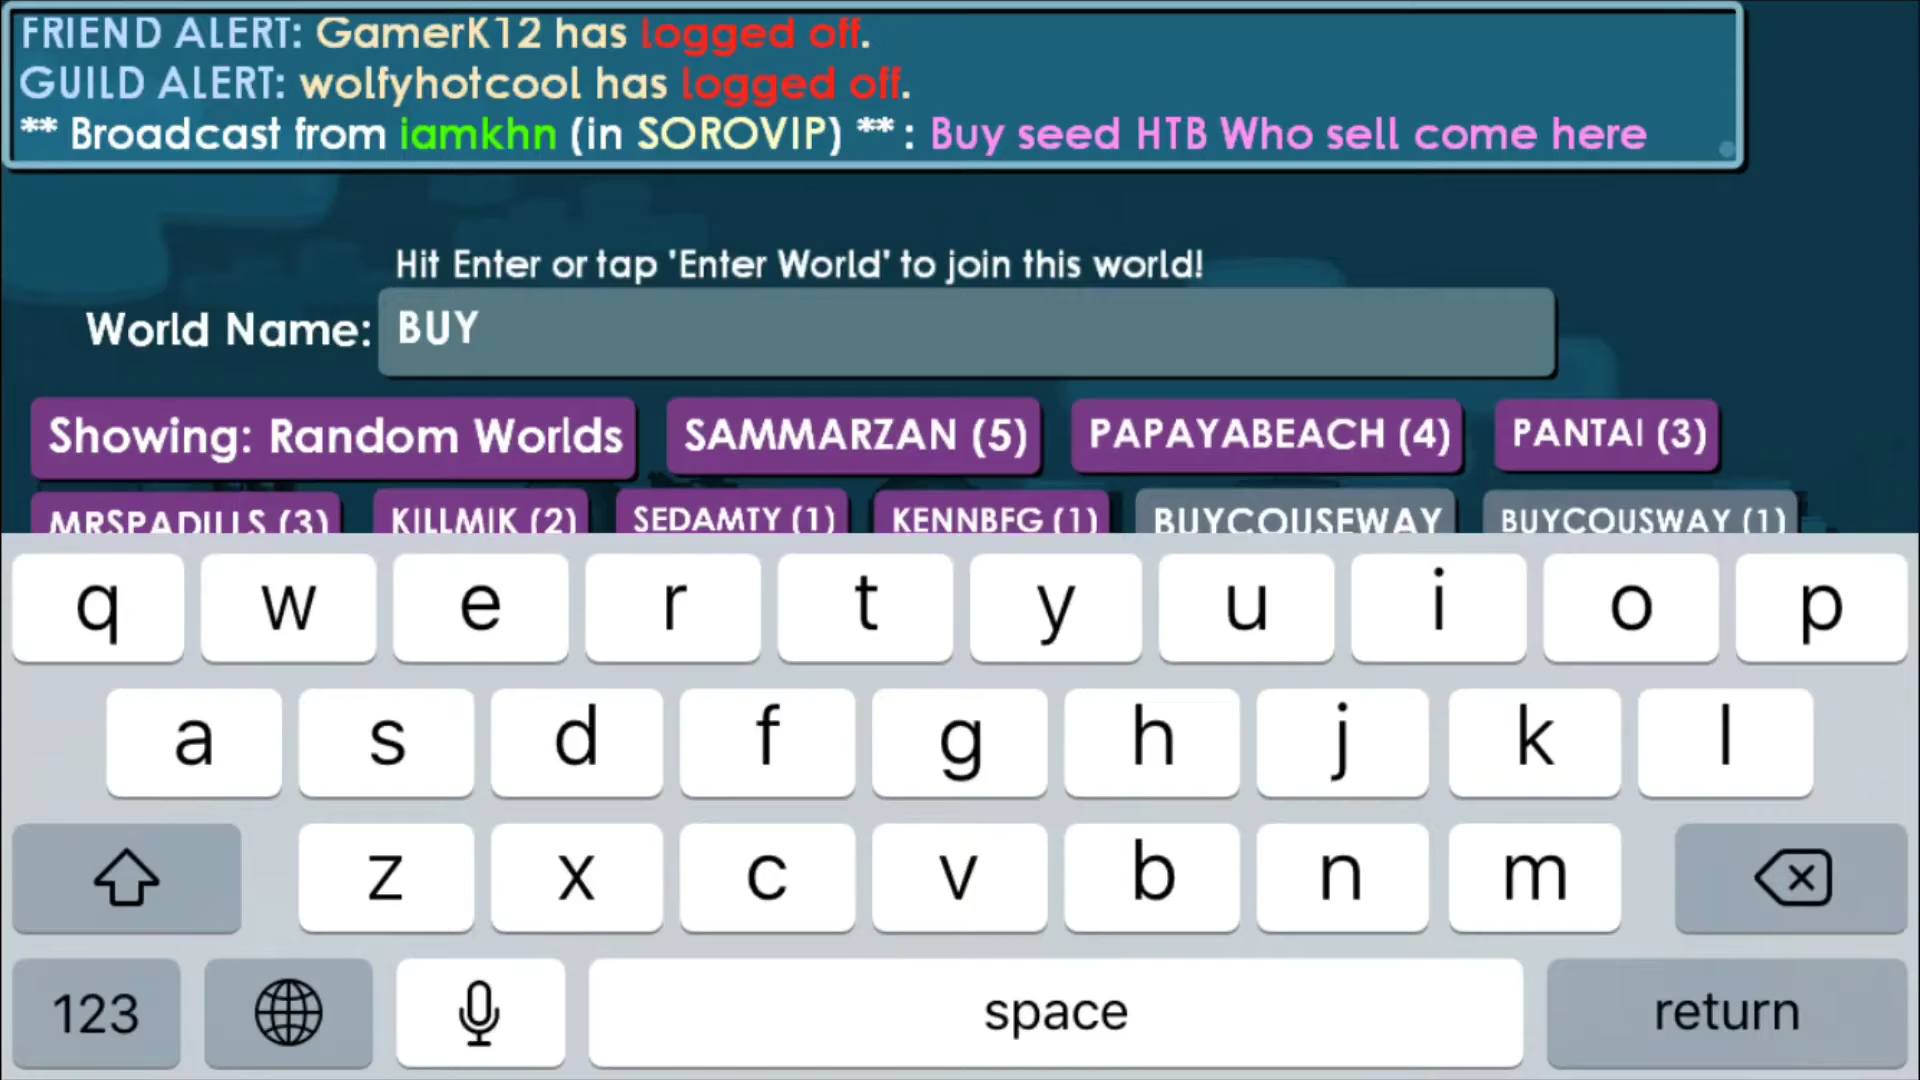 FRIEND ALERT: GamerK12 has logged off.
GUILD ALERT: wolfyhotcool has logged off.
** Broadcast from iamkhn (in SOROVIP) ** : Buy seed HTB Who sell come here
Hit Enter or tap 'Enter World' to join this world!
World Name: BUY
Showing: Random Worlds SAMMARZAN (5) PAPAYABEACH (4) PANTAI (3)
MRSPADILLS (3) KILLMIK (2) SEDAMTY (1) KENNBFG (1) BUYCOUSEWAY BUYCOUSWAY (1)
q w e r t y u i o p
a s d f g h j k l
z x c v b n m
123 space return